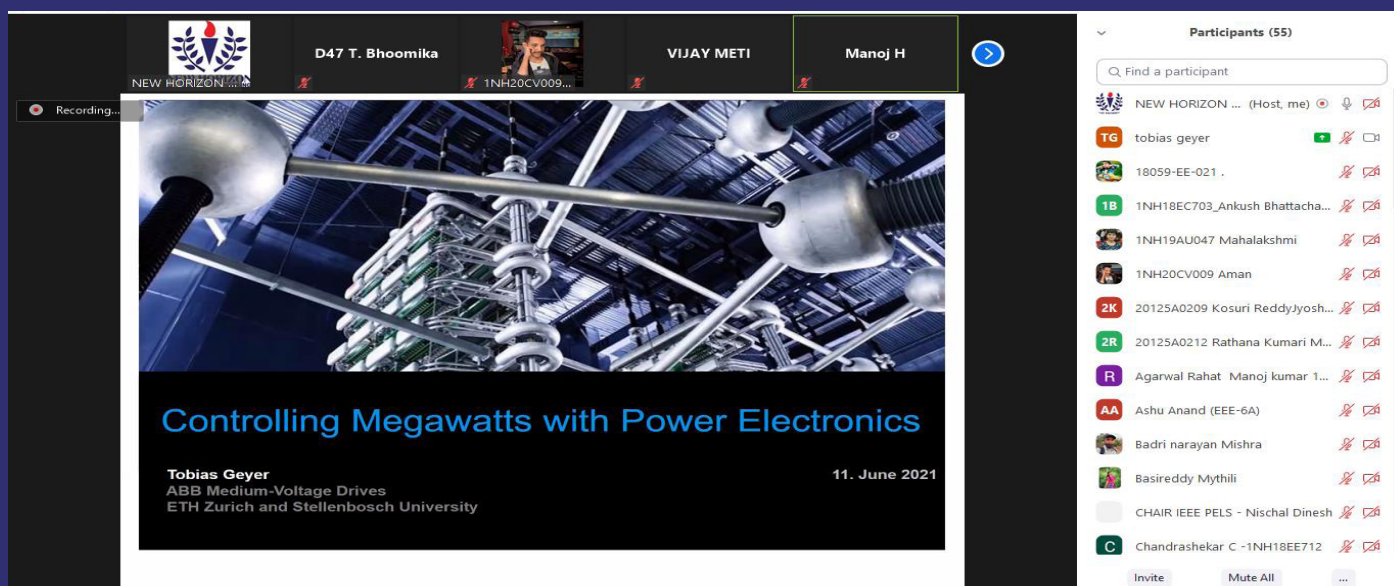 NEW HORIZON ...
D47 T. Bhoomika
1NH20CV009...
VIJAY METI
Manoj H
Recording...
Controlling Megawatts with Power Electronics
Tobias Geyer
11. June 2021
ABB Medium-Voltage Drives
ETH Zurich and Stellenbosch University
Participants (55)
Find a participant
NEW HORIZON ... (Host, me)
TG tobias geyer
18059-EE-021 .
1B 1NH18EC703_Ankush Bhattacha...
1NH19AU047 Mahalakshmi
1NH20CV009 Aman
2K 20125A0209 Kosuri ReddyJyosh...
2R 20125A0212 Rathana Kumari M...
R Agarwal Rahat Manoj kumar 1...
AA Ashu Anand (EEE-6A)
Badri narayan Mishra
Basireddy Mythili
CHAIR IEEE PELS - Nischal Dinesh
C Chandrashekar C -1NH18EE712
Invite Mute All ...